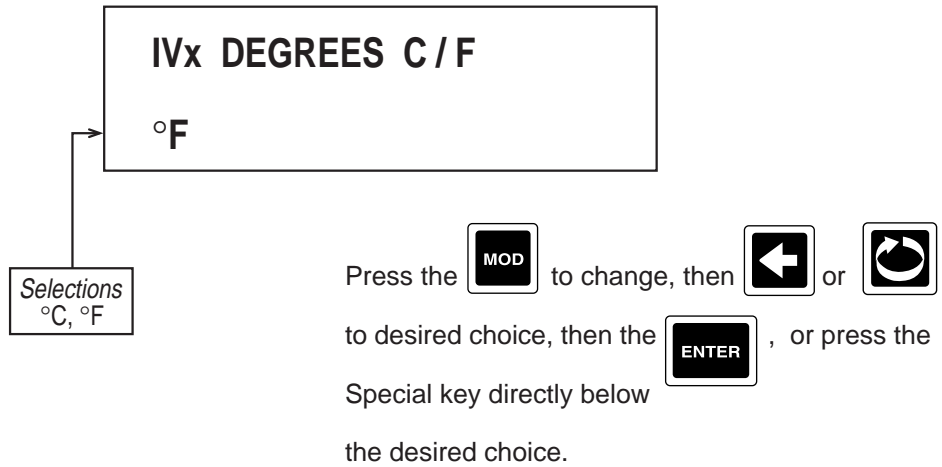 IVx DEGREES C / F
°F
Selections
°C, °F
Press the MOD to change, then or
to desired choice, then the ENTER , or press the
Special key directly below
the desired choice.